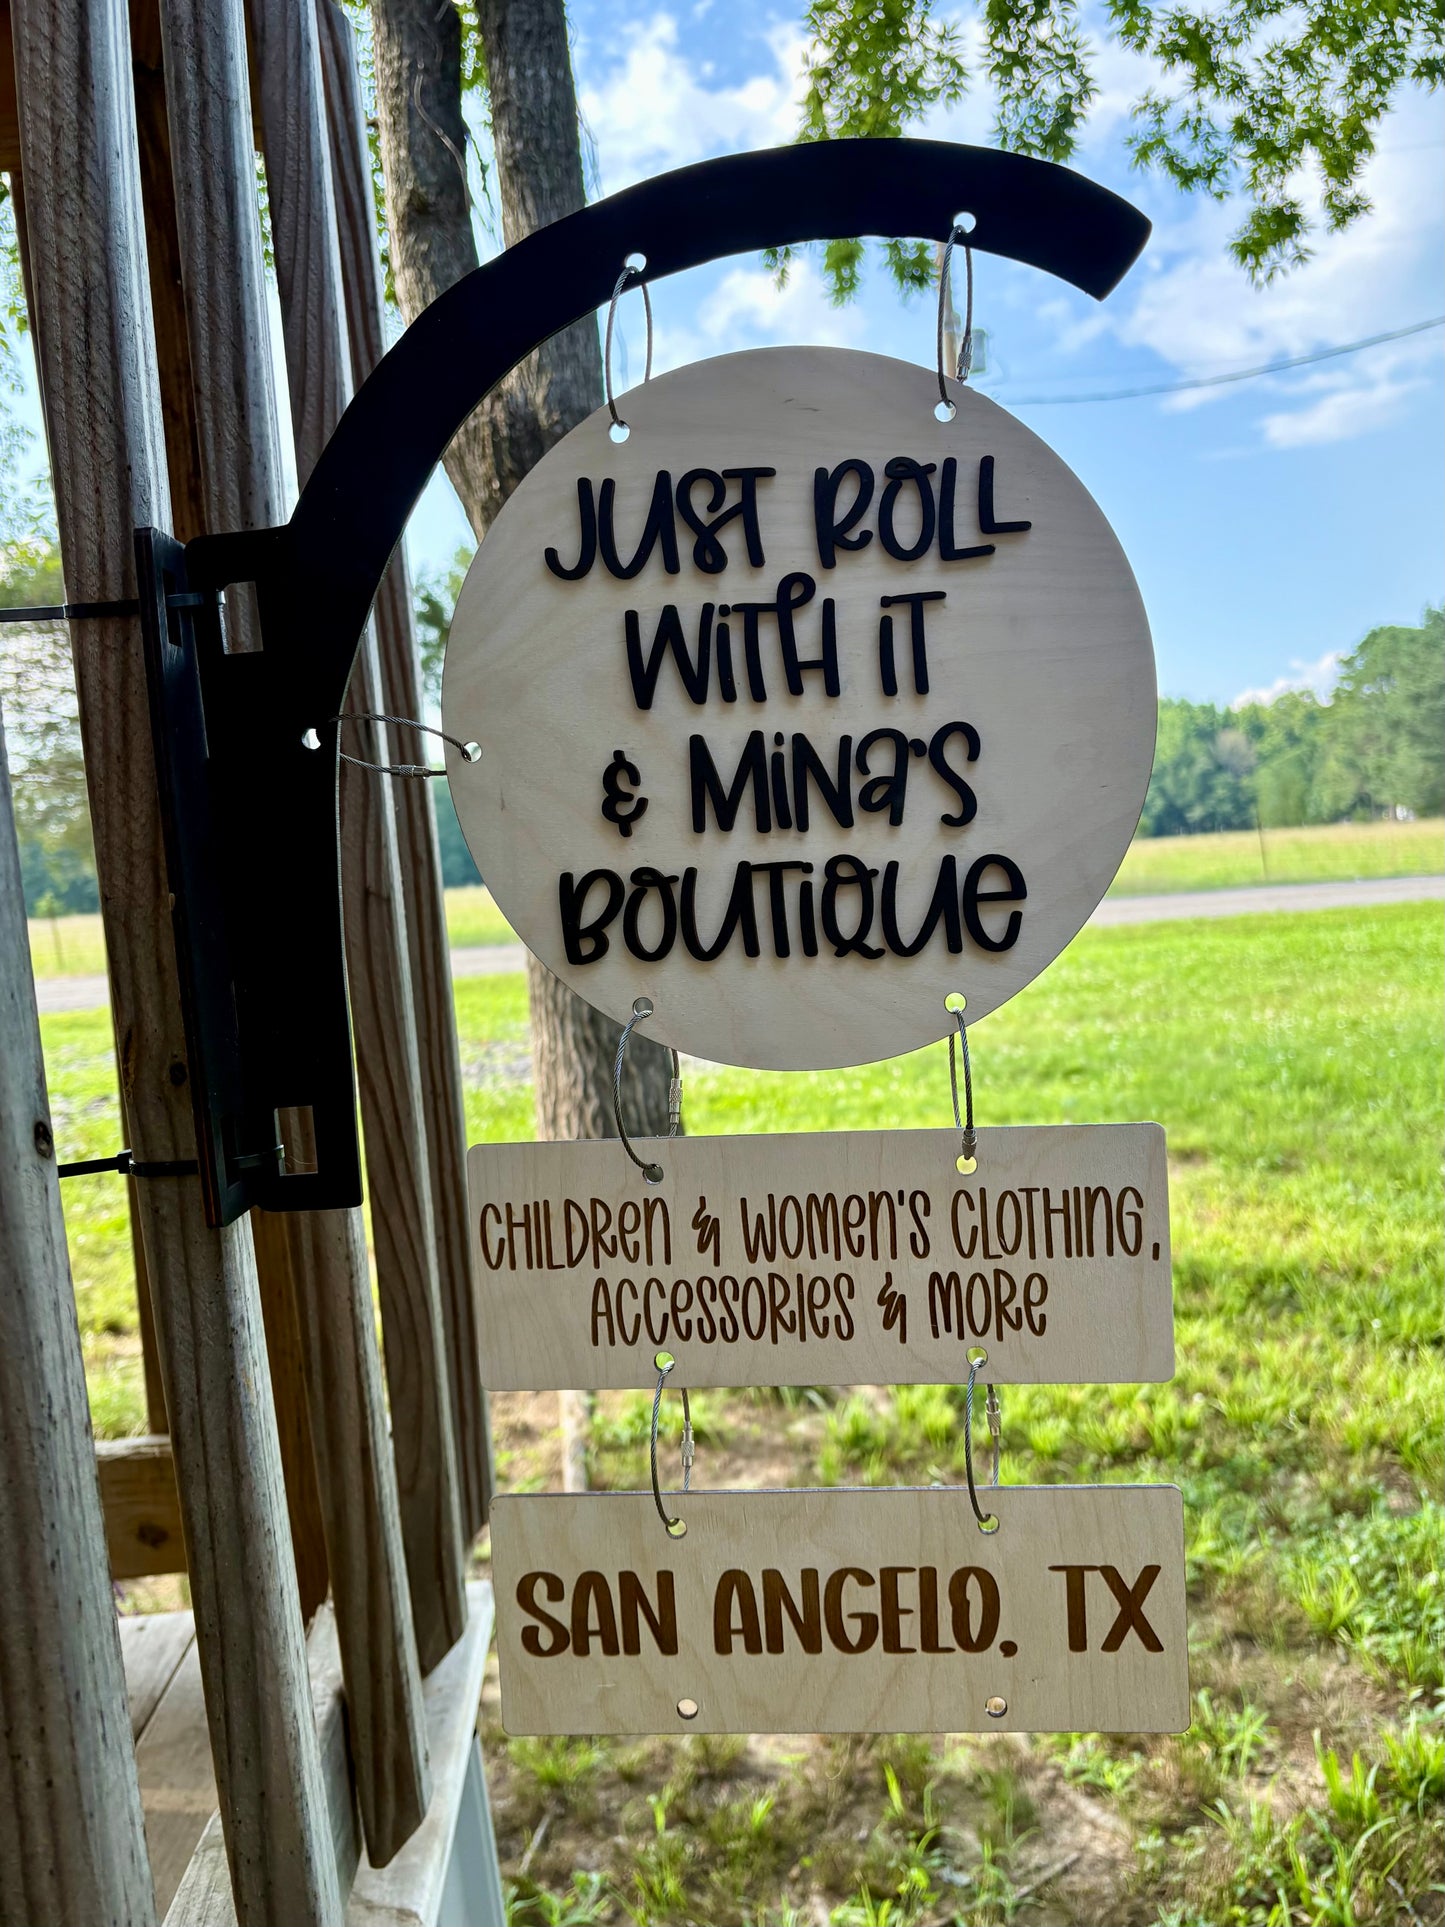 JUST ROLL
WITH IT
& MINA'S
BOUTIQUE
CHILDREN & WOMEN'S CLOTHING,
ACCESSORIES & MORE
SAN ANGELO, TX